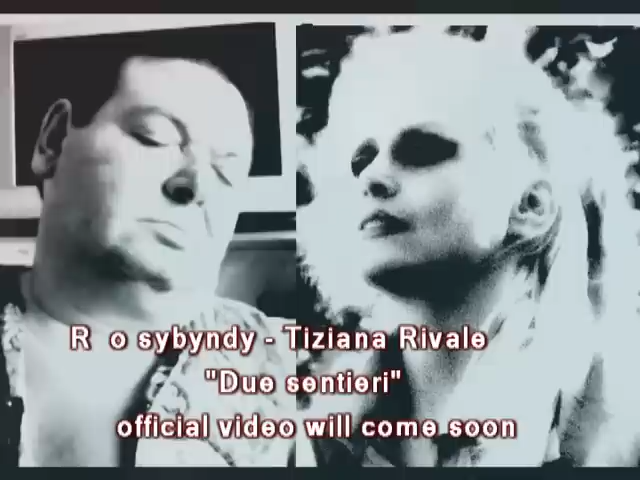 R o sybyndy - Tiziana Rivale
"Due sentieri"
official video will come soon